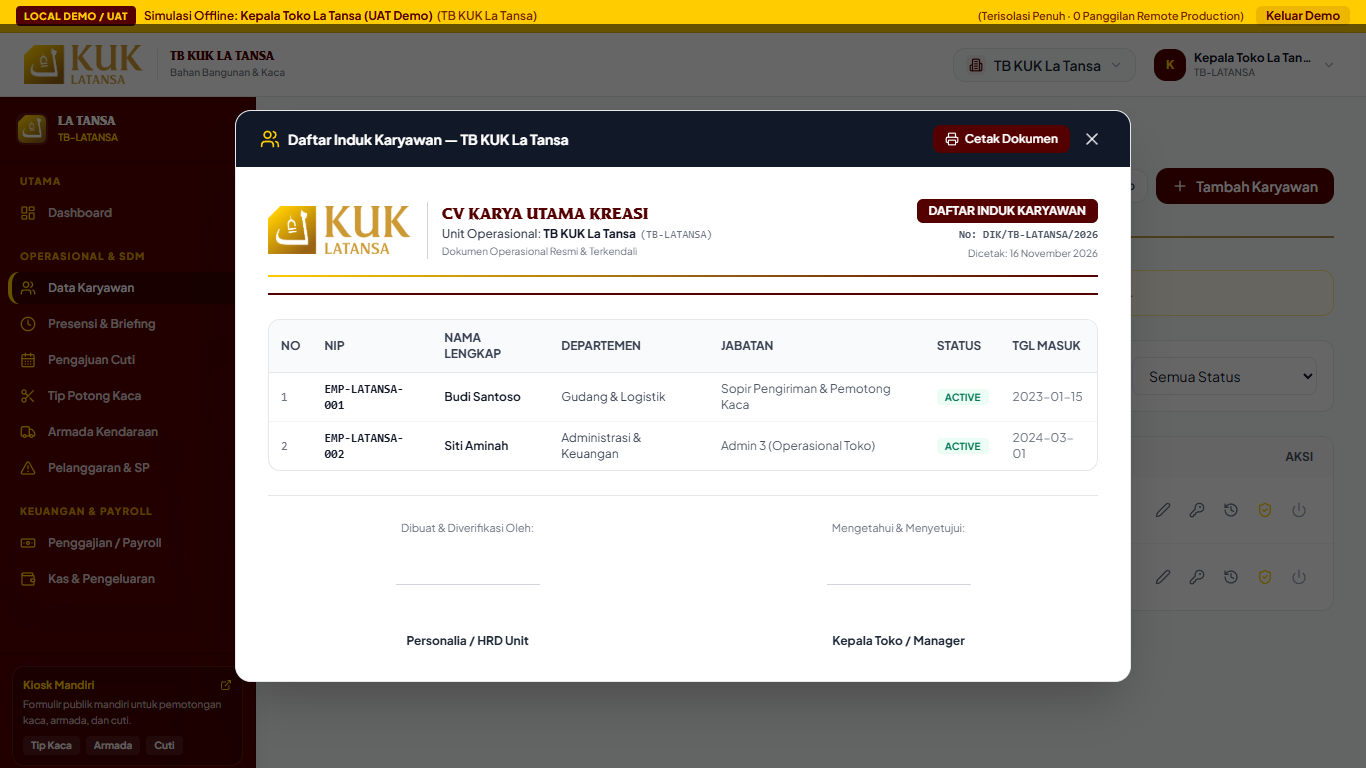 LOCAL DEMO / UAT Simulasi Offline: Kepala Toko La Tansa (UAT Demo) (TB KUK La Tansa) (Terisolasi Penuh · 0 Panggilan Remote Production) Keluar Demo
KUK LATANSA
TB KUK LA TANSA
Bahan Bangunan & Kaca
TB KUK La Tansa
K
Kepala Toko La Tan...
TB-LATANSA
LA TANSA
TB-LATANSA
UTAMA
Dashboard
OPERASIONAL & SDM
Data Karyawan
Presensi & Briefing
Pengajuan Cuti
Tip Potong Kaca
Armada Kendaraan
Pelanggaran & SP
KEUANGAN & PAYROLL
Penggajian / Payroll
Kas & Pengeluaran
Kiosk Mandiri
Formulir publik mandiri untuk pemotongan
kaca, armada, dan cuti.
Tip Kaca Armada Cuti
Tambah Karyawan
Semua Status
AKSI
Daftar Induk Karyawan — TB KUK La Tansa
Cetak Dokumen
KUK
LATANSA
CV KARYA UTAMA KREASI
Unit Operasional: TB KUK La Tansa (TB-LATANSA)
Dokumen Operasional Resmi & Terkendali
DAFTAR INDUK KARYAWAN
No: DIK/TB-LATANSA/2026
Dicetak: 16 November 2026
NO NIP NAMA LENGKAP DEPARTEMEN JABATAN STATUS TGL MASUK
1 EMP-LATANSA-001 Budi Santoso Gudang & Logistik Sopir Pengiriman & Pemotong Kaca ACTIVE 2023-01-15
2 EMP-LATANSA-002 Siti Aminah Administrasi & Keuangan Admin 3 (Operasional Toko) ACTIVE 2024-03-01
Dibuat & Diverifikasi Oleh: Mengetahui & Menyetujui:
Personalia / HRD Unit Kepala Toko / Manager